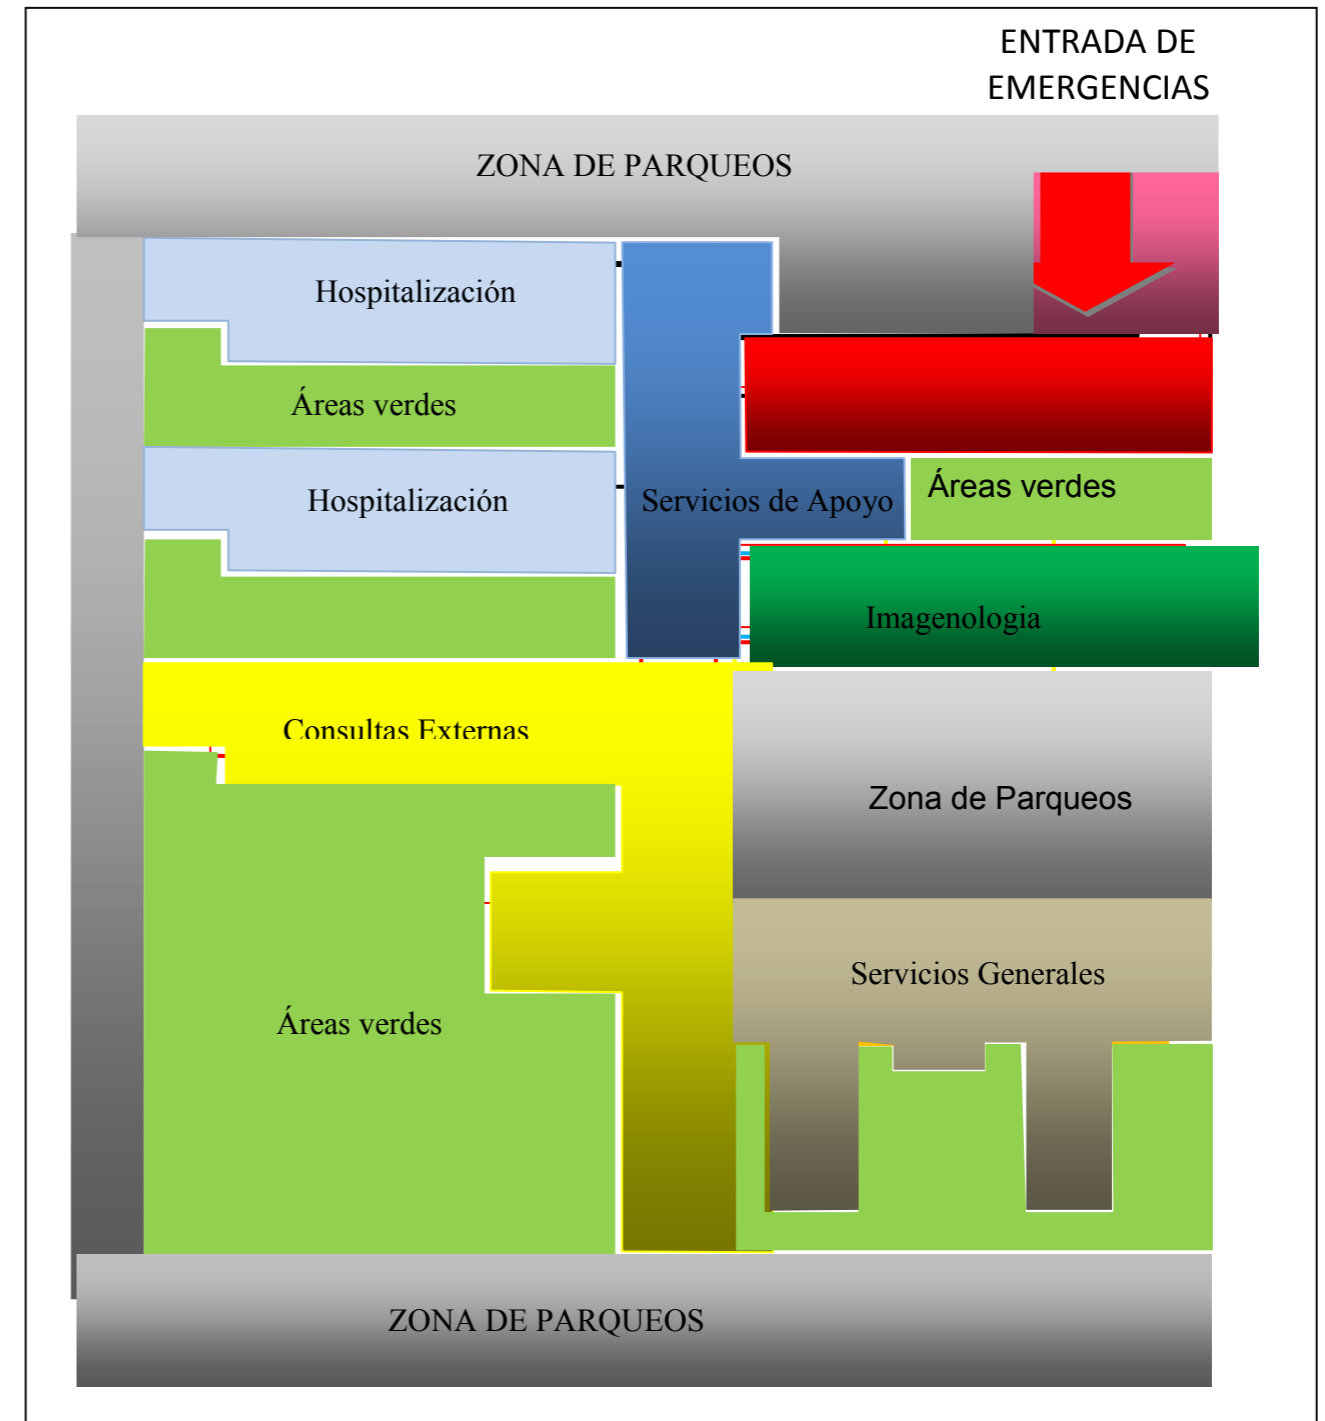 ENTRADA DE
EMERGENCIAS
ZONA DE PARQUEOS
Hospitalización
Áreas verdes
Hospitalización
Servicios de Apoyo
Áreas verdes
Imagenologia
Consultas Externas
Zona de Parqueos
Servicios Generales
Áreas verdes
ZONA DE PARQUEOS